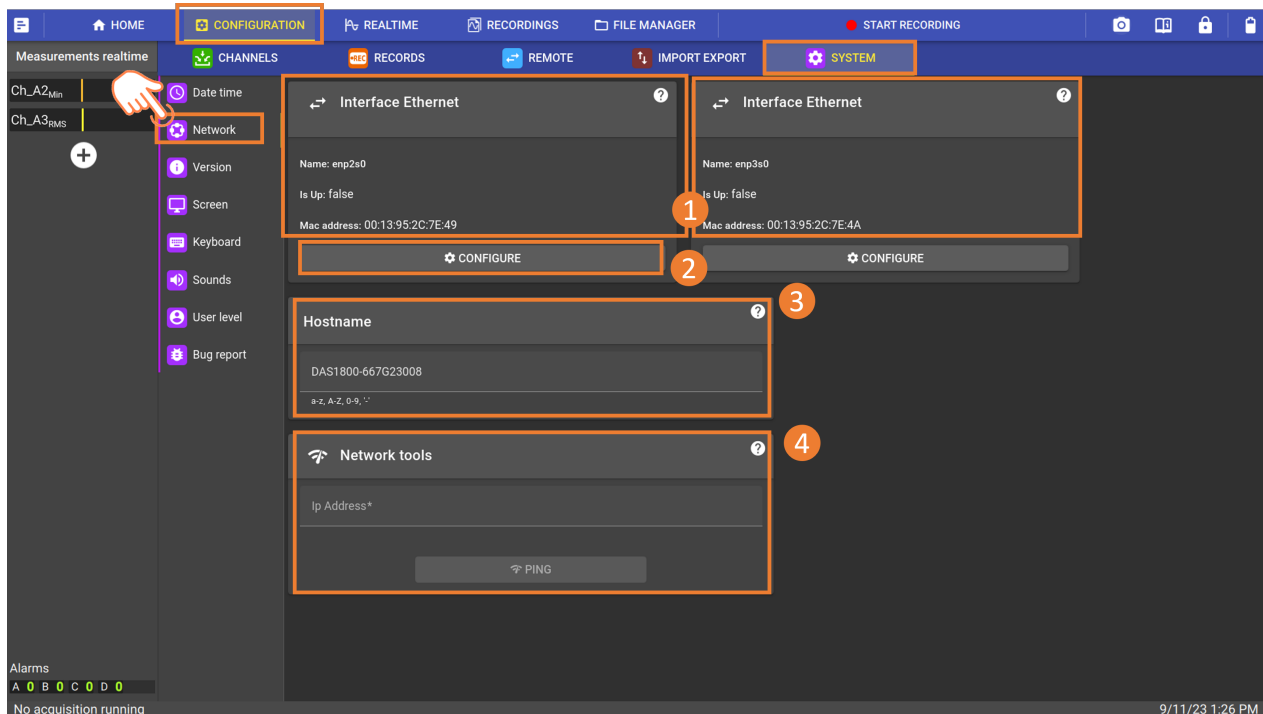 HOME CONFIGURATION REALTIME RECORDINGS FILE MANAGER START RECORDING
Measurements realtime CHANNELS REC RECORDS REMOTE IMPORT EXPORT SYSTEM
Ch_A2Min
Ch_A3RMS
Date time
Network
Version
Screen
Keyboard
Sounds
User level
Bug report
Interface Ethernet
Name: enp2s0
Is Up: false
Mac address: 00:13:95:2C:7E:49
CONFIGURE
Interface Ethernet
Name: enp3s0
Is Up: false
Mac address: 00:13:95:2C:7E:4A
CONFIGURE
1
2
3
Hostname
DAS1800-667G23008
a-z, A-Z, 0-9, '-'
4
Network tools
Ip Address*
PING
Alarms
A 0 B 0 C 0 D 0
No acquisition running 9/11/23 1:26 PM